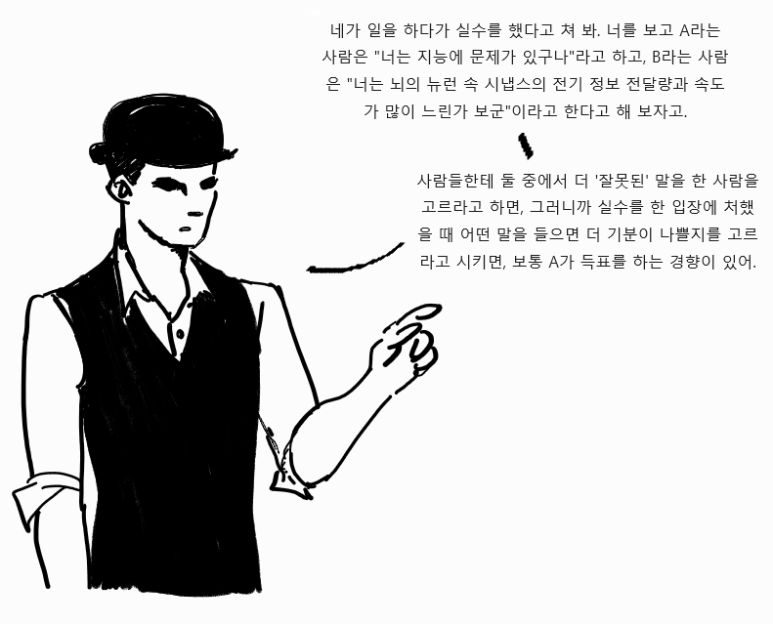 네가 일을 하다가 실수를 했다고 쳐 봐. 너를 보고 A라는
사람은 "너는 지능에 문제가 있구나"라고 하고, B라는 사람
은 "너는 뇌의 뉴런 속 시냅스의 전기 정보 전달량과 속도
가 많이 느린가 보군"이라고 한다고 해 보자고.
사람들한테 둘 중에서 더 '잘못된' 말을 한 사람을
고르라고 하면, 그러니까 실수를 한 입장에 처했
을 때 어떤 말을 들으면 더 기분이 나쁠지를 고르
라고 시키면, 보통 A가 득표를 하는 경향이 있어.